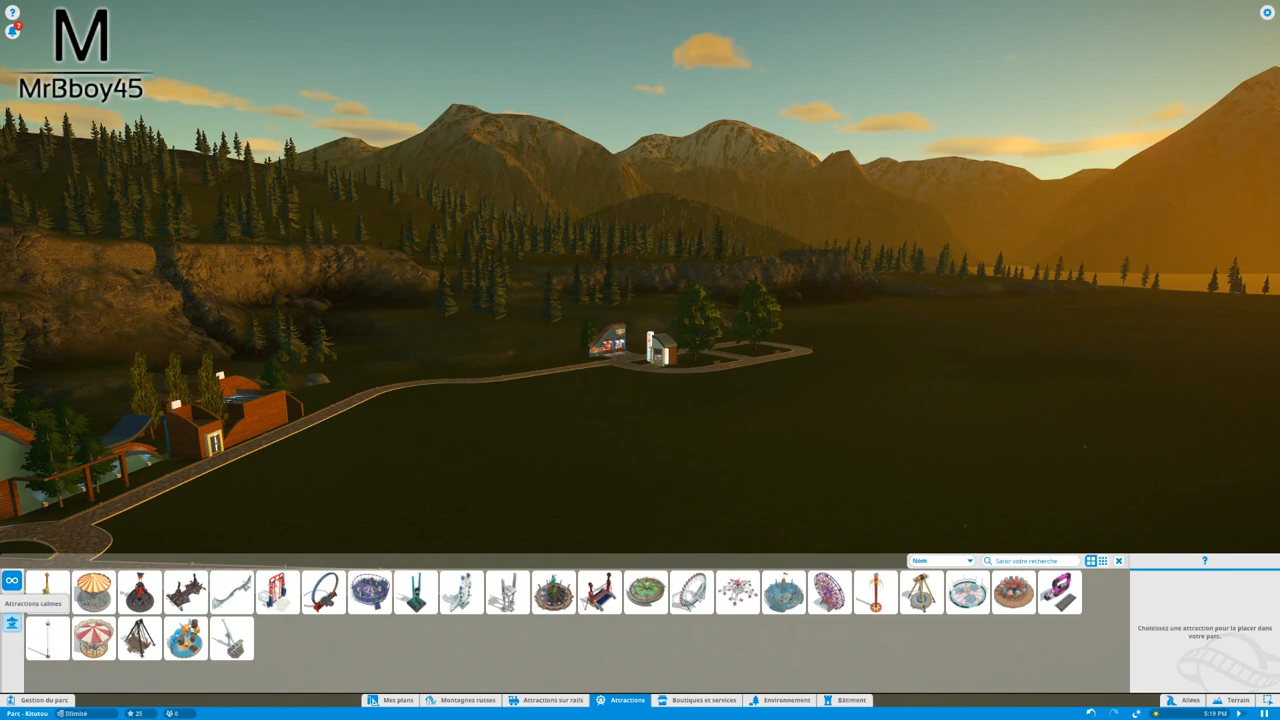 ?
7
M
MrBboy45
Nom
Saisir votre recherche
?
Attractions calmes
Choisissez une attraction pour la placer dans
votre parc.
Gestion du parc
Mes plans
Montagnes russes
Attractions sur rails
Attractions
Boutiques et services
Environnement
Bâtiment
Allées
Terrain
Parc - Kitutou
Illimité
25
0
5:19 PM